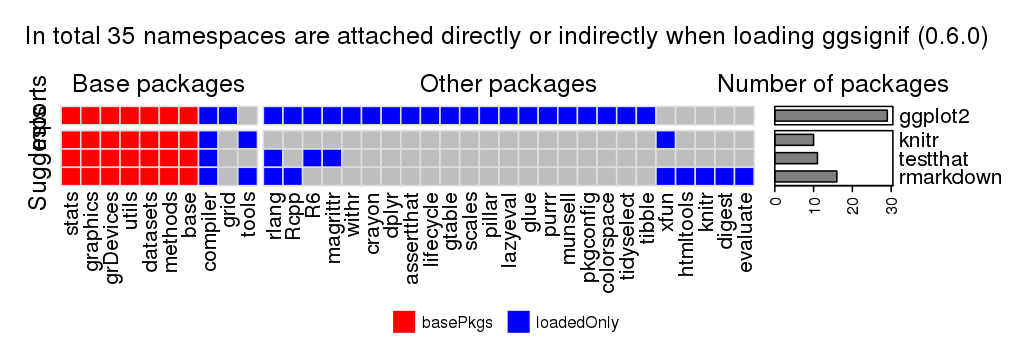 In total 35 namespaces are attached directly or indirectly when loading ggsignif (0.6.0)
Base packages
Other packages
Number of packages
Imports
Suggests
ggplot2
knitr
testthat
rmarkdown
stats
graphics
grDevices
utils
datasets
methods
base
compiler
grid
tools
rlang
Rcpp
R6
magrittr
withr
crayon
dplyr
assertthat
lifecycle
gtable
scales
pillar
lazyeval
glue
purrr
munsell
pkgconfig
colorspace
tidyselect
tibble
xfun
htmltools
knitr
digest
evaluate
0
10
20
30
basePkgs
loadedOnly